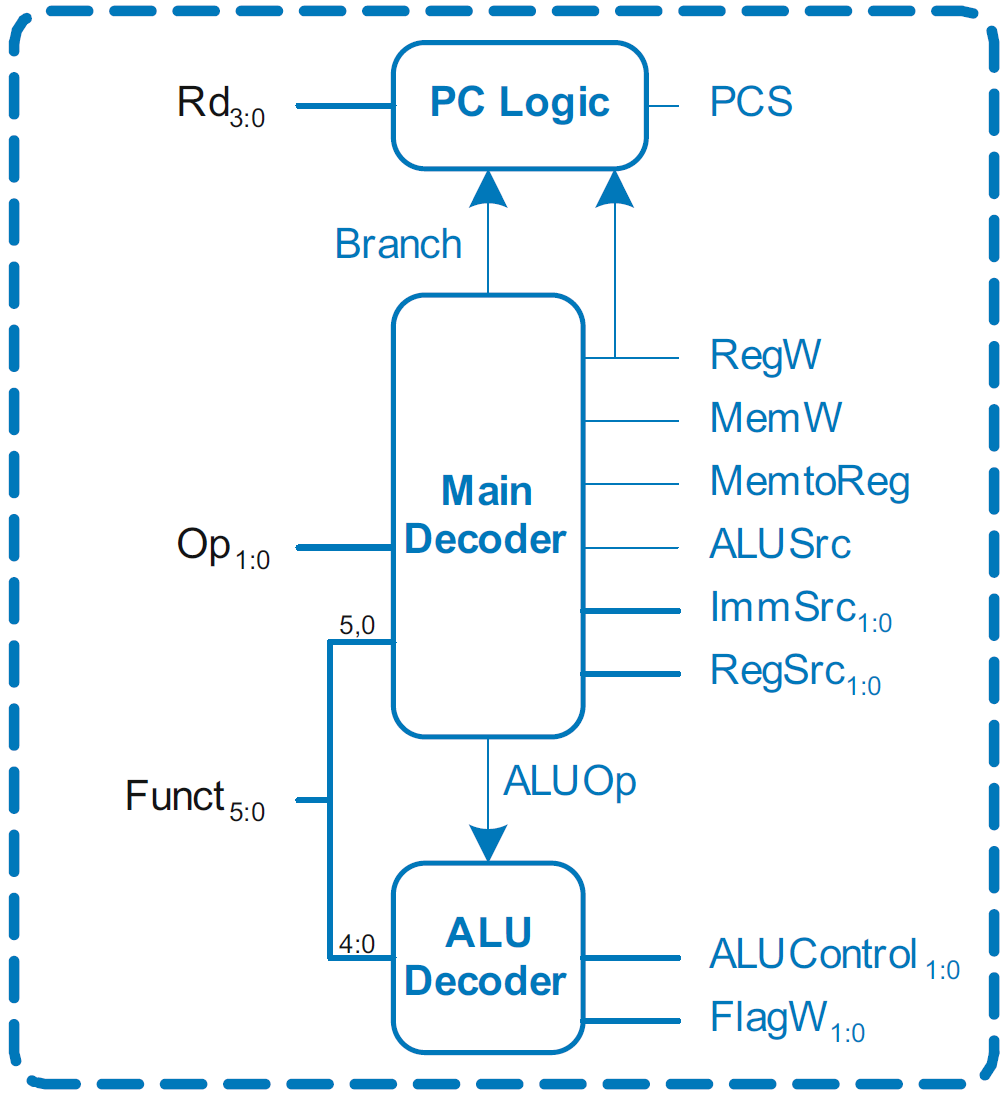 Rd3:0
PC Logic
PCS
Branch
RegW
MemW
MemtoReg
Main
Decoder
Op1:0
ALUSrc
5,0
ImmSrc1:0
RegSrc1:0
Funct5:0
ALUOp
4:0
ALU
Decoder
ALUControl1:0
FlagW1:0